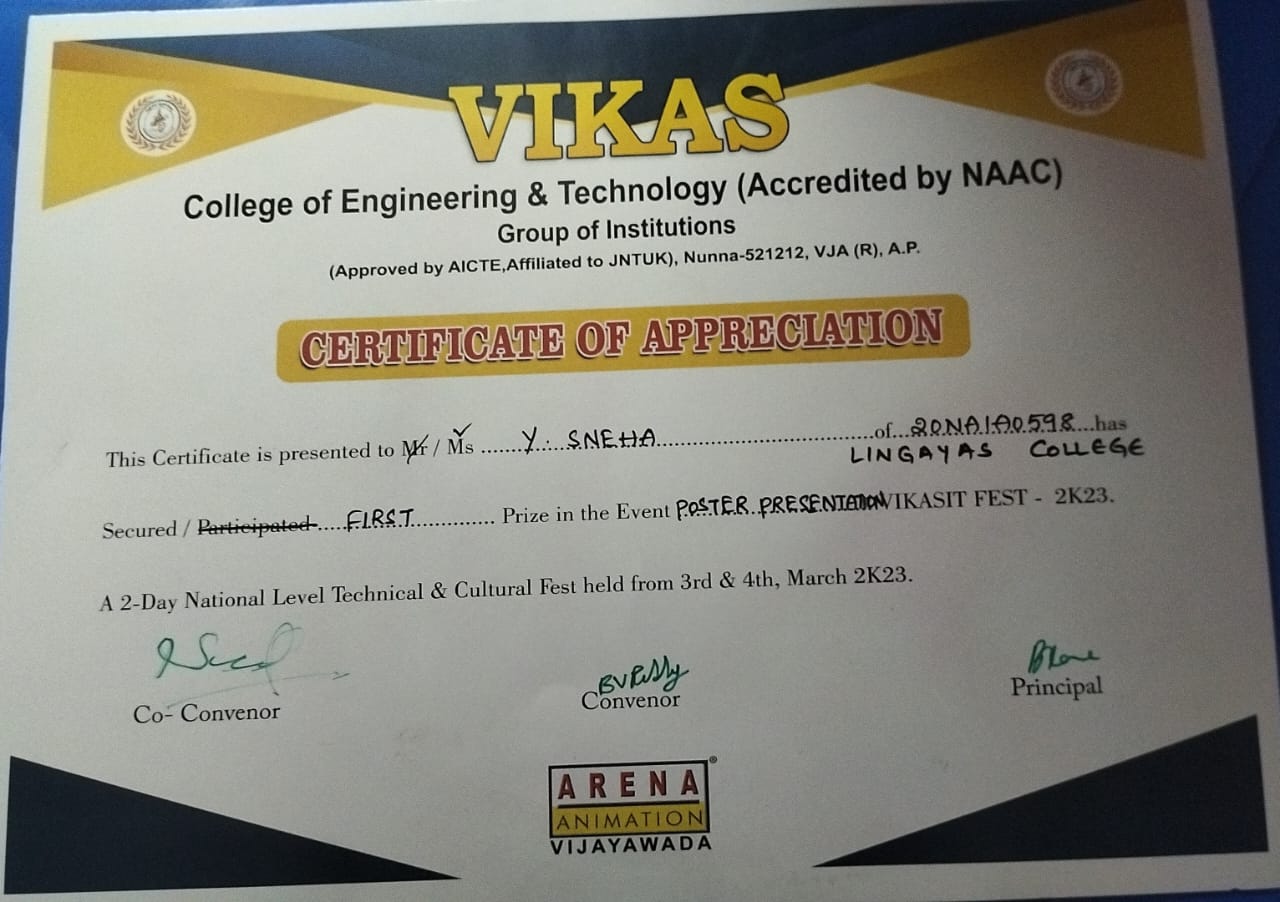 VIKAS
College of Engineering & Technology (Accredited by NAAC)
Group of Institutions
(Approved by AICTE,Affiliated to JNTUK), Nunna-521212, VJA (R), A.P.
CERTIFICATE OF APPRECIATION
This Certificate is presented to Mr / Ms .......Y. SNEHA..........................................of...20NA1A0598...has
LINGAYAS COLLEGE
Secured / Participated.....FIRST............... Prize in the Event POSTER PRESENTATION VIKASIT FEST - 2K23.
A 2-Day National Level Technical & Cultural Fest held from 3rd & 4th, March 2K23.
Co- Convenor
BV Reddy
Convenor
Principal
ARENA
ANIMATION
VIJAYAWADA